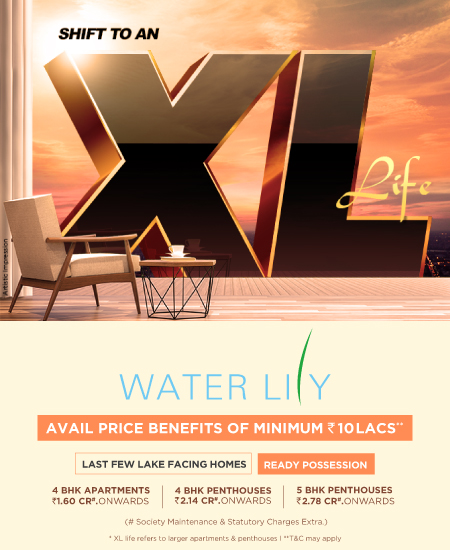 SHIFT TO AN
XL
Life
Artistic Impression
WATER LILY
AVAIL PRICE BENEFITS OF MINIMUM ₹10LACS**
LAST FEW LAKE FACING HOMES
READY POSSESSION
4 BHK APARTMENTS
₹1.60 CR#.ONWARDS
4 BHK PENTHOUSES
₹2.14 CR#.ONWARDS
5 BHK PENTHOUSES
₹2.78 CR#.ONWARDS
(# Society Maintenance & Statutory Charges Extra.)
* XL life refers to larger apartments & penthouses I **T&C may apply